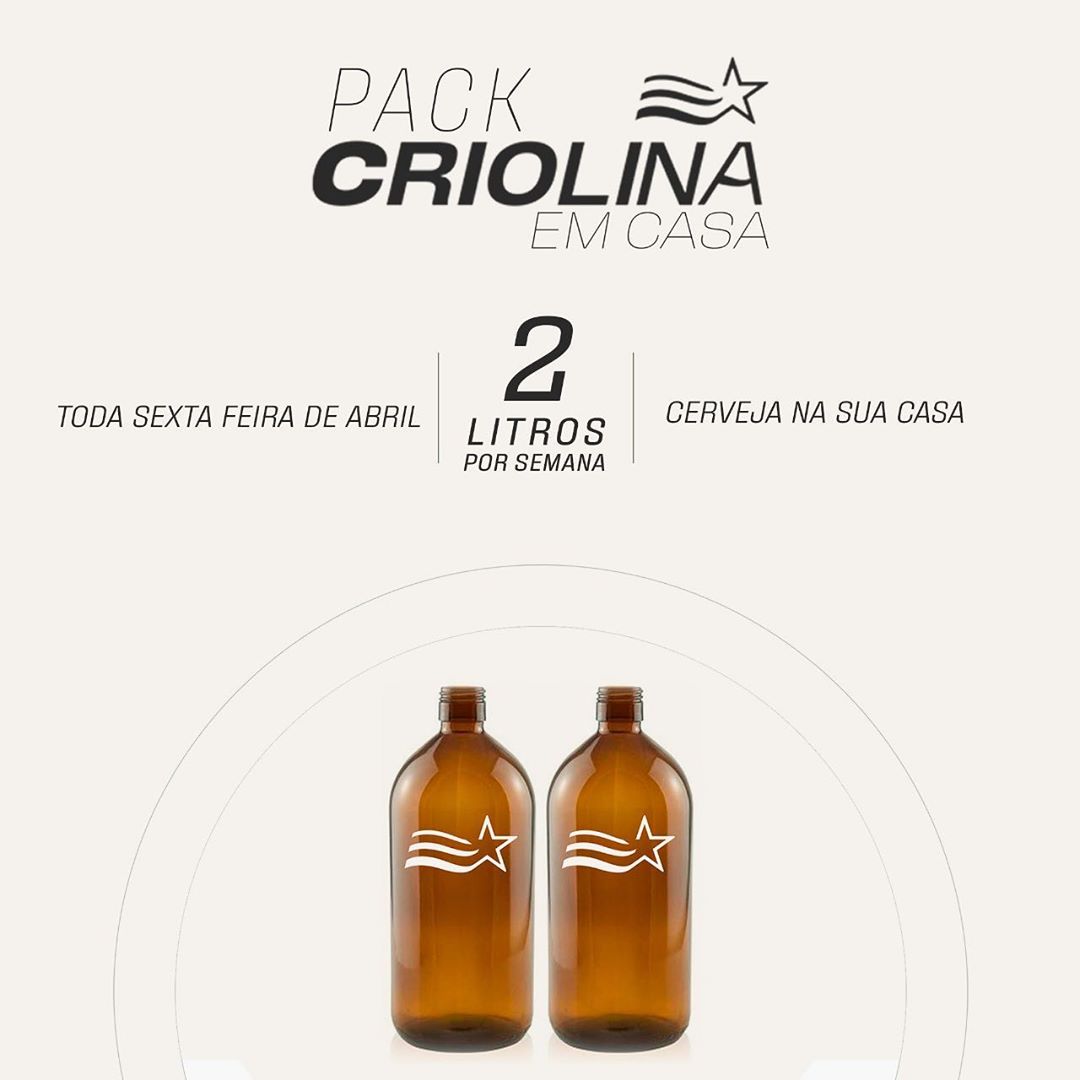 PACK
CRIOLINA
EM CASA
TODA SEXTA FEIRA DE ABRIL
2
LITROS
POR SEMANA
CERVEJA NA SUA CASA